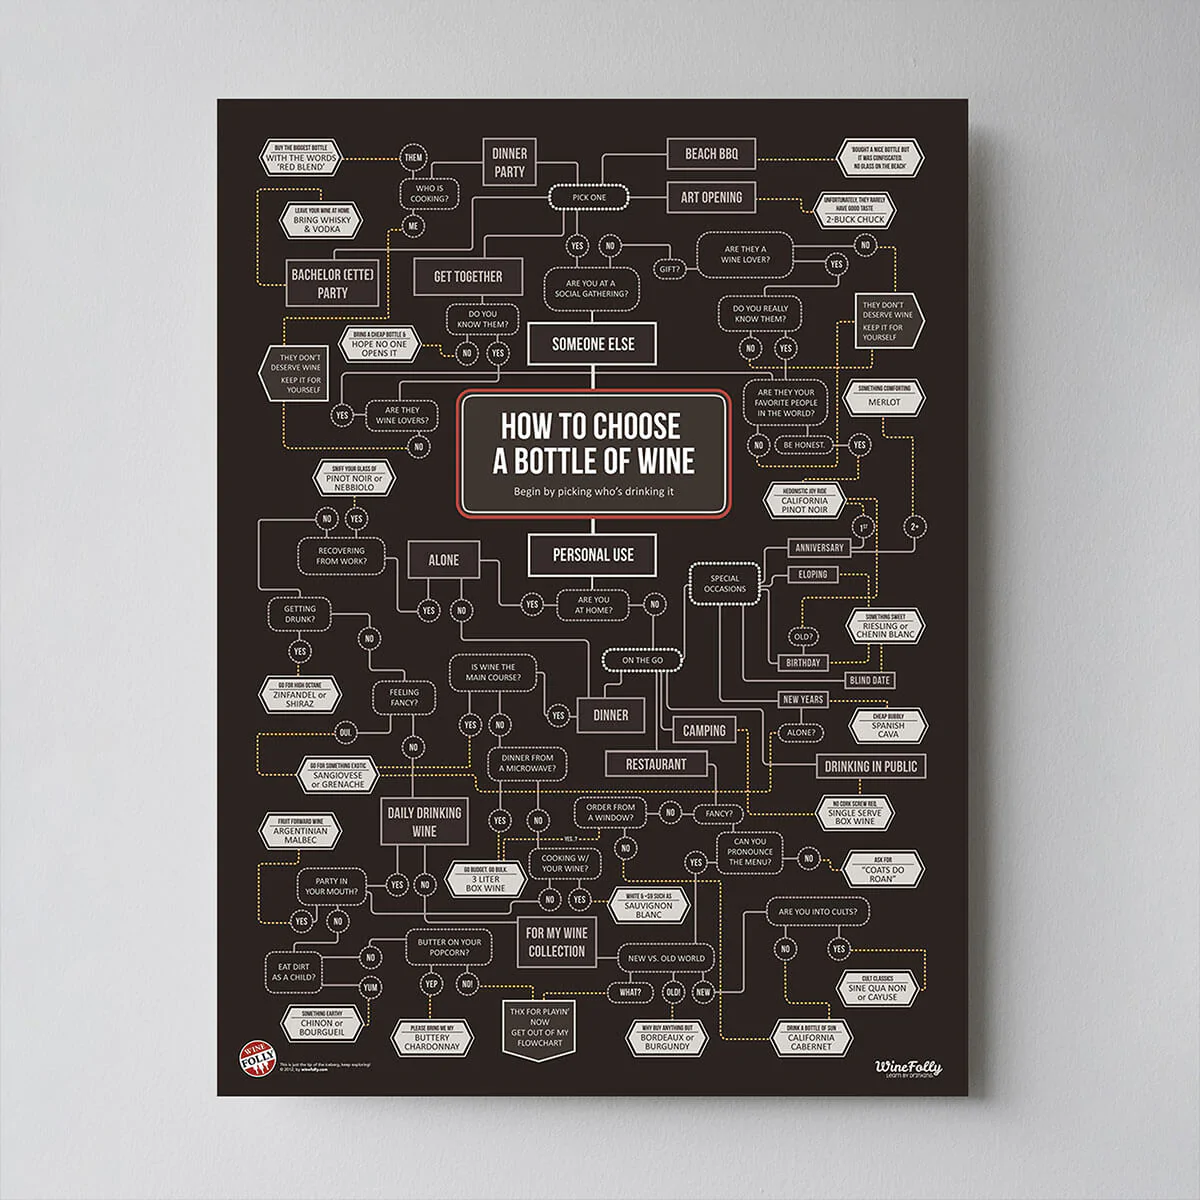 BUY THE BIGGEST BOTTLE
WITH THE WORDS
'RED BLEND'
THEM
DINNER
PARTY
BEACH BBQ
'BOUGHT A NICE BOTTLE BUT
IT WAS CONFISCATED.
NO GLASS ON THE BEACH'
WHO IS
COOKING?
PICK ONE
ART OPENING
UNFORTUNATELY, THEY RARELY
HAVE GOOD TASTE
2-BUCK CHUCK
LEAVE YOUR WINE AT HOME.
BRING WHISKY
& VODKA
ME
YES
NO
GIFT?
ARE THEY A
WINE LOVER?
NO
YES
BACHELOR (ETTE)
PARTY
GET TOGETHER
ARE YOU AT A
SOCIAL GATHERING?
DO YOU
KNOW THEM?
DO YOU REALLY
KNOW THEM?
THEY DON'T
DESERVE WINE
KEEP IT FOR
YOURSELF
BRING A CHEAP BOTTLE &
HOPE NO ONE
OPENS IT
NO
YES
SOMEONE ELSE
NO
YES
THEY DON'T
DESERVE WINE
KEEP IT FOR
YOURSELF
YES
ARE THEY
WINE LOVERS?
NO
ARE THEY YOUR
FAVORITE PEOPLE
IN THE WORLD?
SOMETHING COMFORTING
MERLOT
HOW TO CHOOSE
A BOTTLE OF WINE
Begin by picking who's drinking it
NO
BE HONEST.
YES
SNIFF YOUR GLASS OF
PINOT NOIR or
NEBBIOLO
HEDONISTIC JOY RIDE
CALIFORNIA
PINOT NOIR
NO
YES
1ST
2+
RECOVERING
FROM WORK?
ALONE
PERSONAL USE
ANNIVERSARY
SPECIAL
OCCASIONS
ELOPING
GETTING
DRUNK?
YES
NO
YES
ARE YOU
AT HOME?
NO
SOMETHING SWEET
RIESLING or
CHENIN BLANC
NO
YES
OLD?
ON THE GO
BIRTHDAY
BLIND DATE
IS WINE THE
MAIN COURSE?
GO FOR HIGH OCTANE
ZINFANDEL or
SHIRAZ
FEELING
FANCY?
NEW YEARS
YES
NO
YES
DINNER
CAMPING
ALONE?
CHEAP BUBBLY
SPANISH
CAVA
OUI.
NO
DINNER FROM
A MICROWAVE?
RESTAURANT
DRINKING IN PUBLIC
GO FOR SOMETHING EXOTIC
SANGIOVESE
or GRENACHE
DAILY DRINKING
WINE
YES
NO
ORDER FROM
A WINDOW?
NO
FANCY?
NO CORK SCREW REQ.
SINGLE SERVE
BOX WINE
FRUIT FORWARD WINE
ARGENTINIAN
MALBEC
YES..?
NO
CAN YOU
PRONOUNCE
THE MENU?
YES
NO
ASK FOR
"COATS DO
ROAN"
GO BUDGET. GO BULK.
3 LITER
BOX WINE
COOKING W/
YOUR WINE?
PARTY IN
YOUR MOUTH?
YES
NO
NO
YES
WHITE & ~$9 SUCH AS
SAUVIGNON
BLANC
YES
NO
FOR MY WINE
COLLECTION
ARE YOU INTO CULTS?
EAT DIRT
AS A CHILD?
NO
YUM
BUTTER ON YOUR
POPCORN?
NEW VS. OLD WORLD
NO
YES
YEP
NO!
WHAT?
OLD!
NEW
CULT CLASSICS
SINE QUA NON
or CAYUSE
SOMETHING EARTHY
CHINON or
BOURGUEIL
PLEASE BRING ME MY
BUTTERY
CHARDONNAY
THX FOR PLAYIN'
NOW
GET OUT OF MY
FLOWCHART
WHY BUY ANYTHING BUT
BORDEAUX or
BURGUNDY
DRINK A BOTTLE OF SUN
CALIFORNIA
CABERNET
WINE
FOLLY
This is just the tip of the iceberg, keep exploring!
© 2012, by winefolly.com
WineFolly
LEARN BY DRINKING.